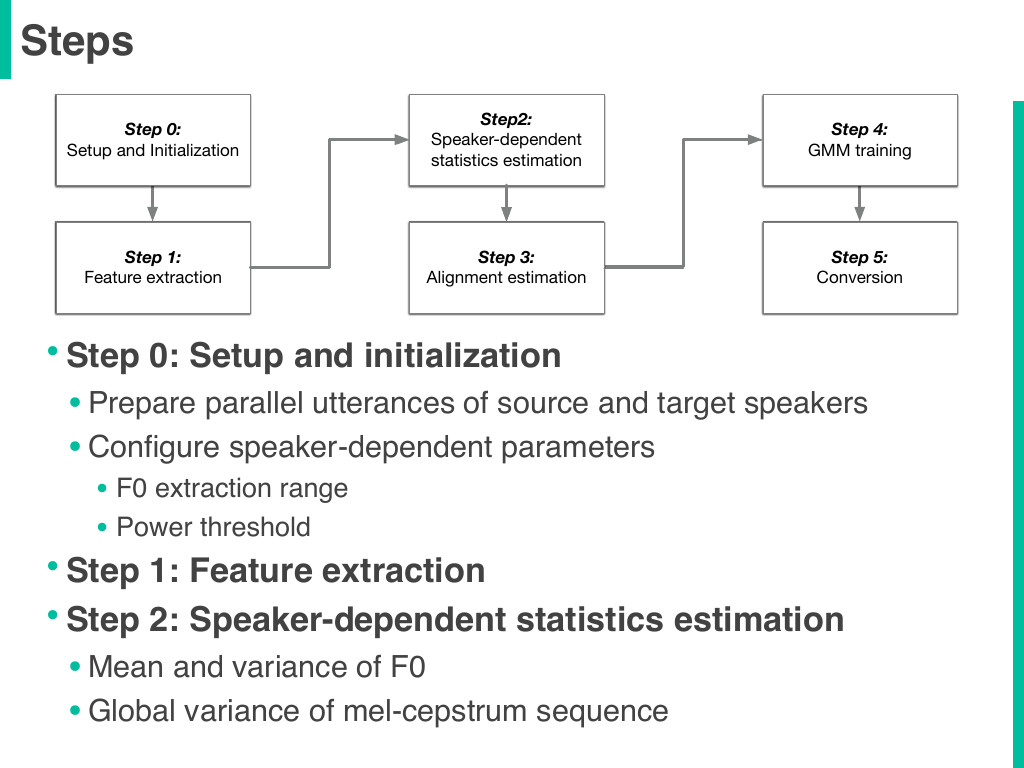 Steps
Step 0:
Setup and Initialization
Step 1:
Feature extraction
Step2:
Speaker-dependent
statistics estimation
Step 3:
Alignment estimation
Step 4:
GMM training
Step 5:
Conversion
• Step 0: Setup and initialization
• Prepare parallel utterances of source and target speakers
• Configure speaker-dependent parameters
• F0 extraction range
• Power threshold
• Step 1: Feature extraction
• Step 2: Speaker-dependent statistics estimation
• Mean and variance of F0
• Global variance of mel-cepstrum sequence